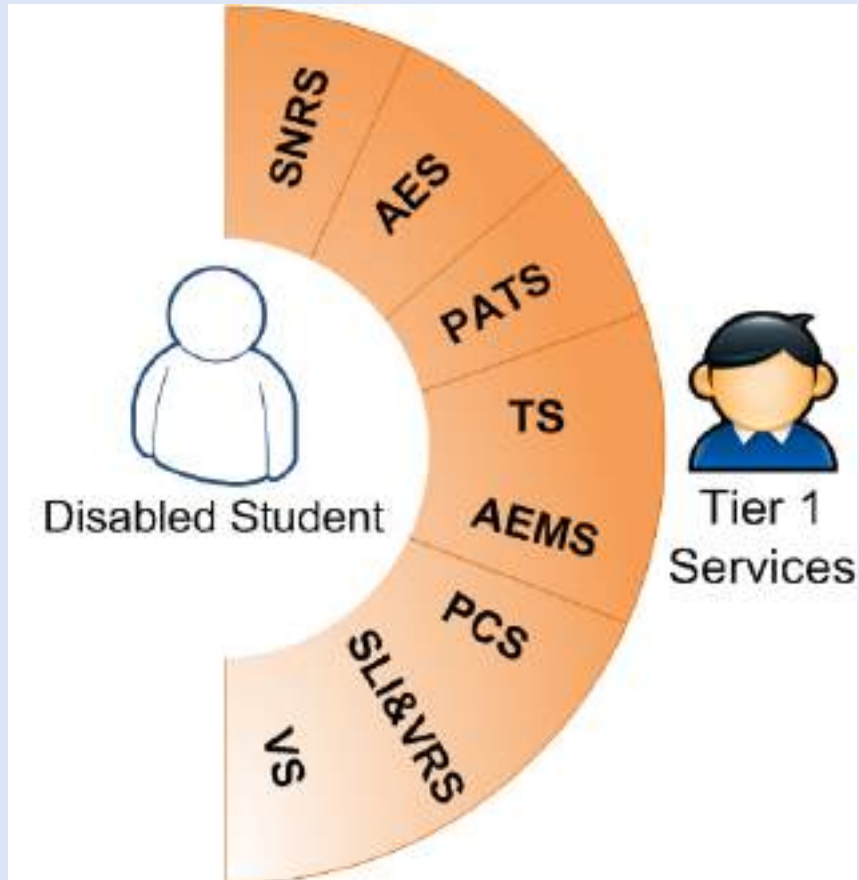 SNRS
AES
PATS
TS
AEMS
PCS
SLI&VRS
VS
Disabled Student
Tier 1
Services